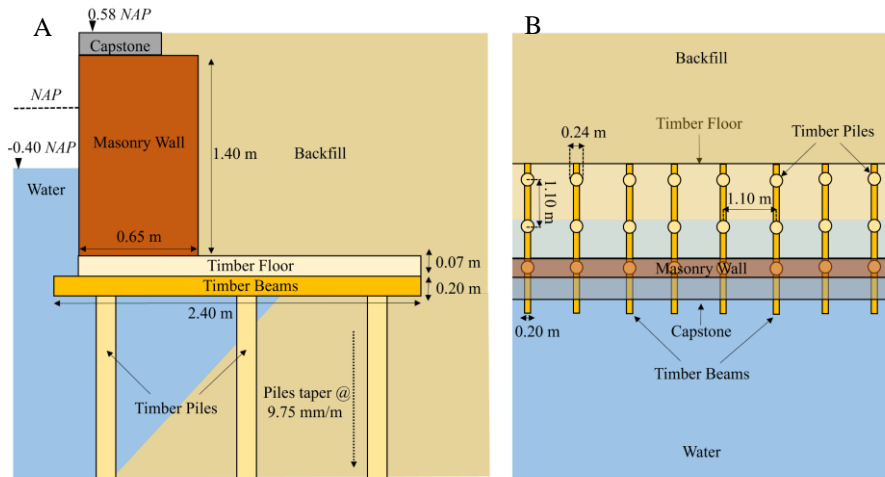 A
0.58 NAP
Capstone
NAP
-0.40 NAP
Water
Masonry Wall
1.40 m
Backfill
0.65 m
Timber Floor
0.07 m
Timber Beams
0.20 m
2.40 m
Timber Piles
Piles taper @
9.75 mm/m
B
Backfill
Timber Floor
Timber Piles
0.24 m
1.10 m
1.10 m
Masonry Wall
0.20 m
Capstone
Timber Beams
Water